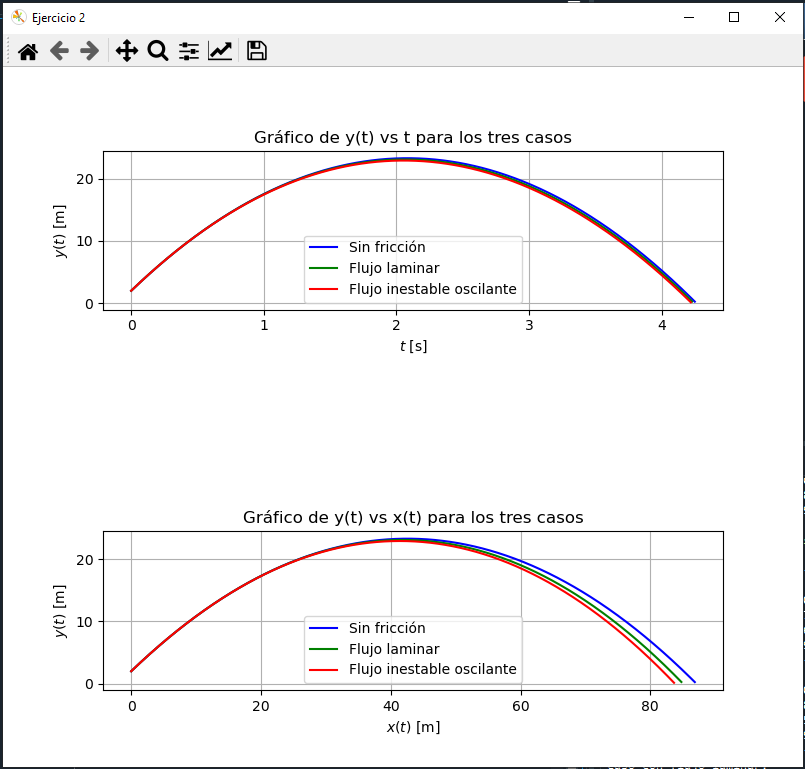 Ejercicio 2
Gráfico de y(t) vs t para los tres casos
y(t) [m]
20
10
0
Sin fricción
Flujo laminar
Flujo inestable oscilante
0 1 2 3 4
t [s]
Gráfico de y(t) vs x(t) para los tres casos
y(t) [m]
20
10
0
Sin fricción
Flujo laminar
Flujo inestable oscilante
0 20 40 60 80
x(t) [m]